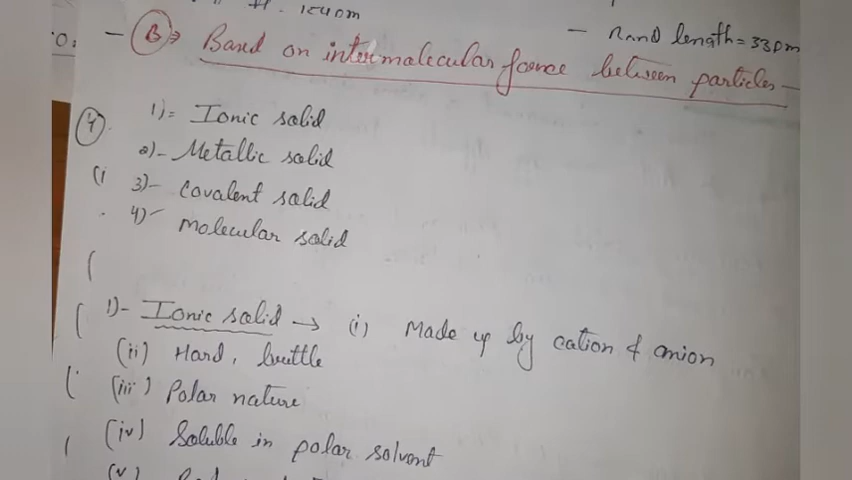 - Rand length = 33pm
- B⇒ Based on intermolecular force between particles -
4
1)= Ionic solid
2)- Metallic solid
3)- Covalent solid
4)- Molecular solid
1)- Ionic solid → (i) Made up by cation & anion
(ii) Hard, brittle
(iii) Polar nature
(iv) Soluble in polar solvent
(v)